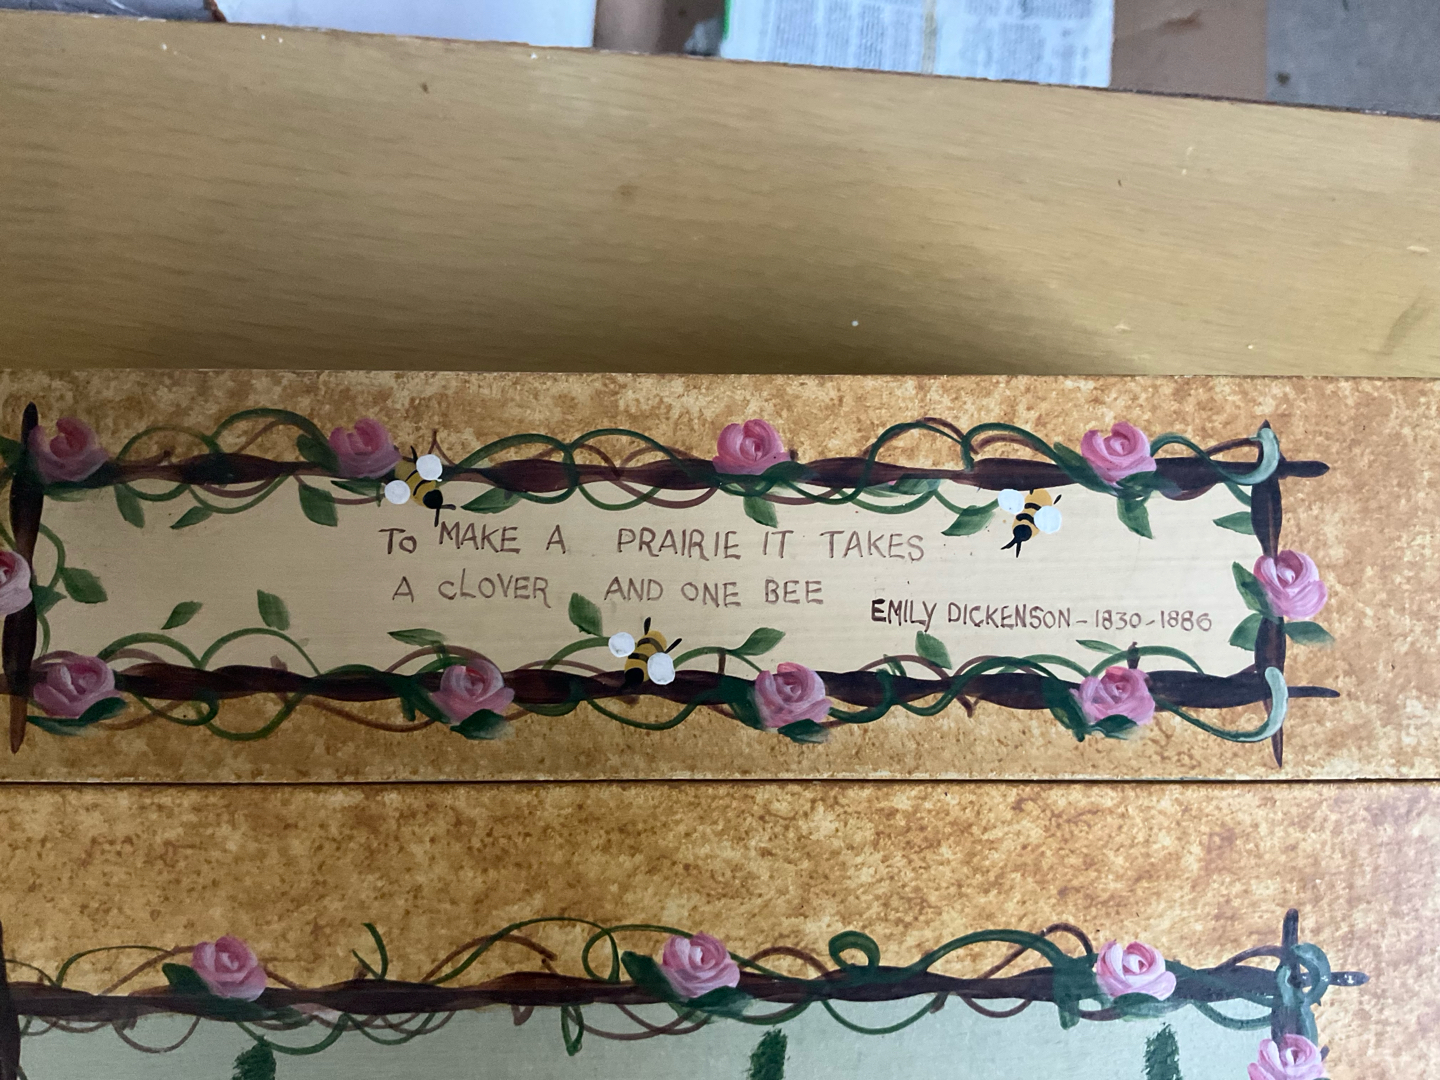 To MAKE A PRAIRIE IT TAKES
A cLOVER AND ONE BEE
EMILY DICKENSON - 1830 - 1886